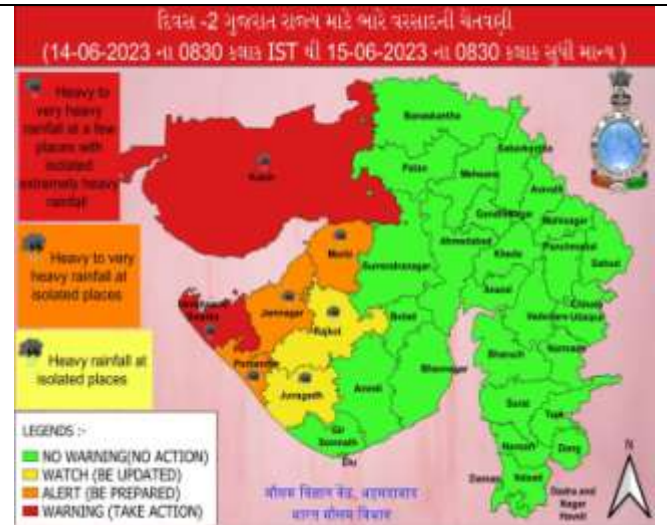 દિવસ -2 ગુજરાત રાજ્ય માટે ભારે વરસાદની ચેતવણી
(14-06-2023 ના 0830 કલાક IST થી 15-06-2023 ના 0830 કલાક સુધી માન્ય )
Heavy to
very heavy
rainfall at a few
places with
isolated
extremely heavy
rainfall
Heavy to very
heavy rainfall at
isolated places
Heavy rainfall at
isolated places
Banaskantha
Patan
Mehsana
Sabarkantha
Aravalli
Gandhinagar
Mahisagar
Kutch
Morbi
Surendranagar
Ahmedabad
Kheda
Panchmahal
Dahod
Anand
Vadodara
Chhota
Udaipur
Dwarka
Jamnagar
Rajkot
Botad
Porbandar
Junagadh
Amreli
Bhavnagar
Bharuch
Narmada
Gir
Somnath
Diu
Surat
Tapi
Navsari
Dang
Daman
Valsad
Dadra and
Nagar
Haveli
LEGENDS :-
NO WARNING(NO ACTION)
WATCH (BE UPDATED)
ALERT (BE PREPARED)
WARNING (TAKE ACTION)
मौसम विज्ञान केंद्र, अहमदाबाद
भारत मौसम विभाग
N